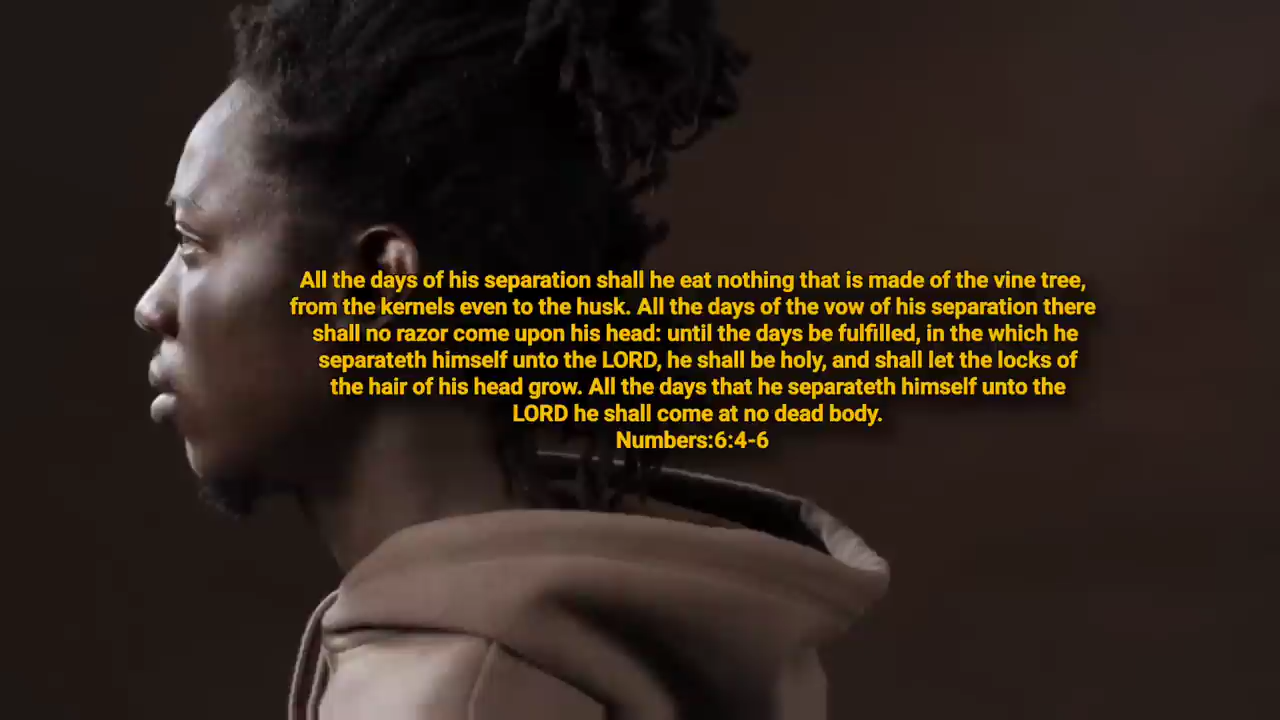 All the days of his separation shall he eat nothing that is made of the vine tree,
from the kernels even to the husk. All the days of the vow of his separation there
shall no razor come upon his head: until the days be fulfilled, in the which he
separateth himself unto the LORD, he shall be holy, and shall let the locks of
the hair of his head grow. All the days that he separateth himself unto the
LORD he shall come at no dead body.
Numbers:6:4-6